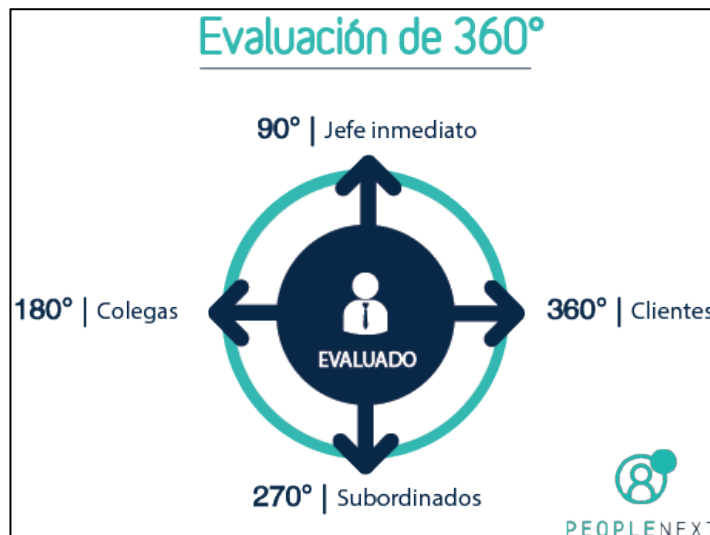 Evaluación de 360°
90° | Jefe inmediato
180° | Colegas
360° | Clientes
EVALUADO
270° | Subordinados
PEOPLENEXT